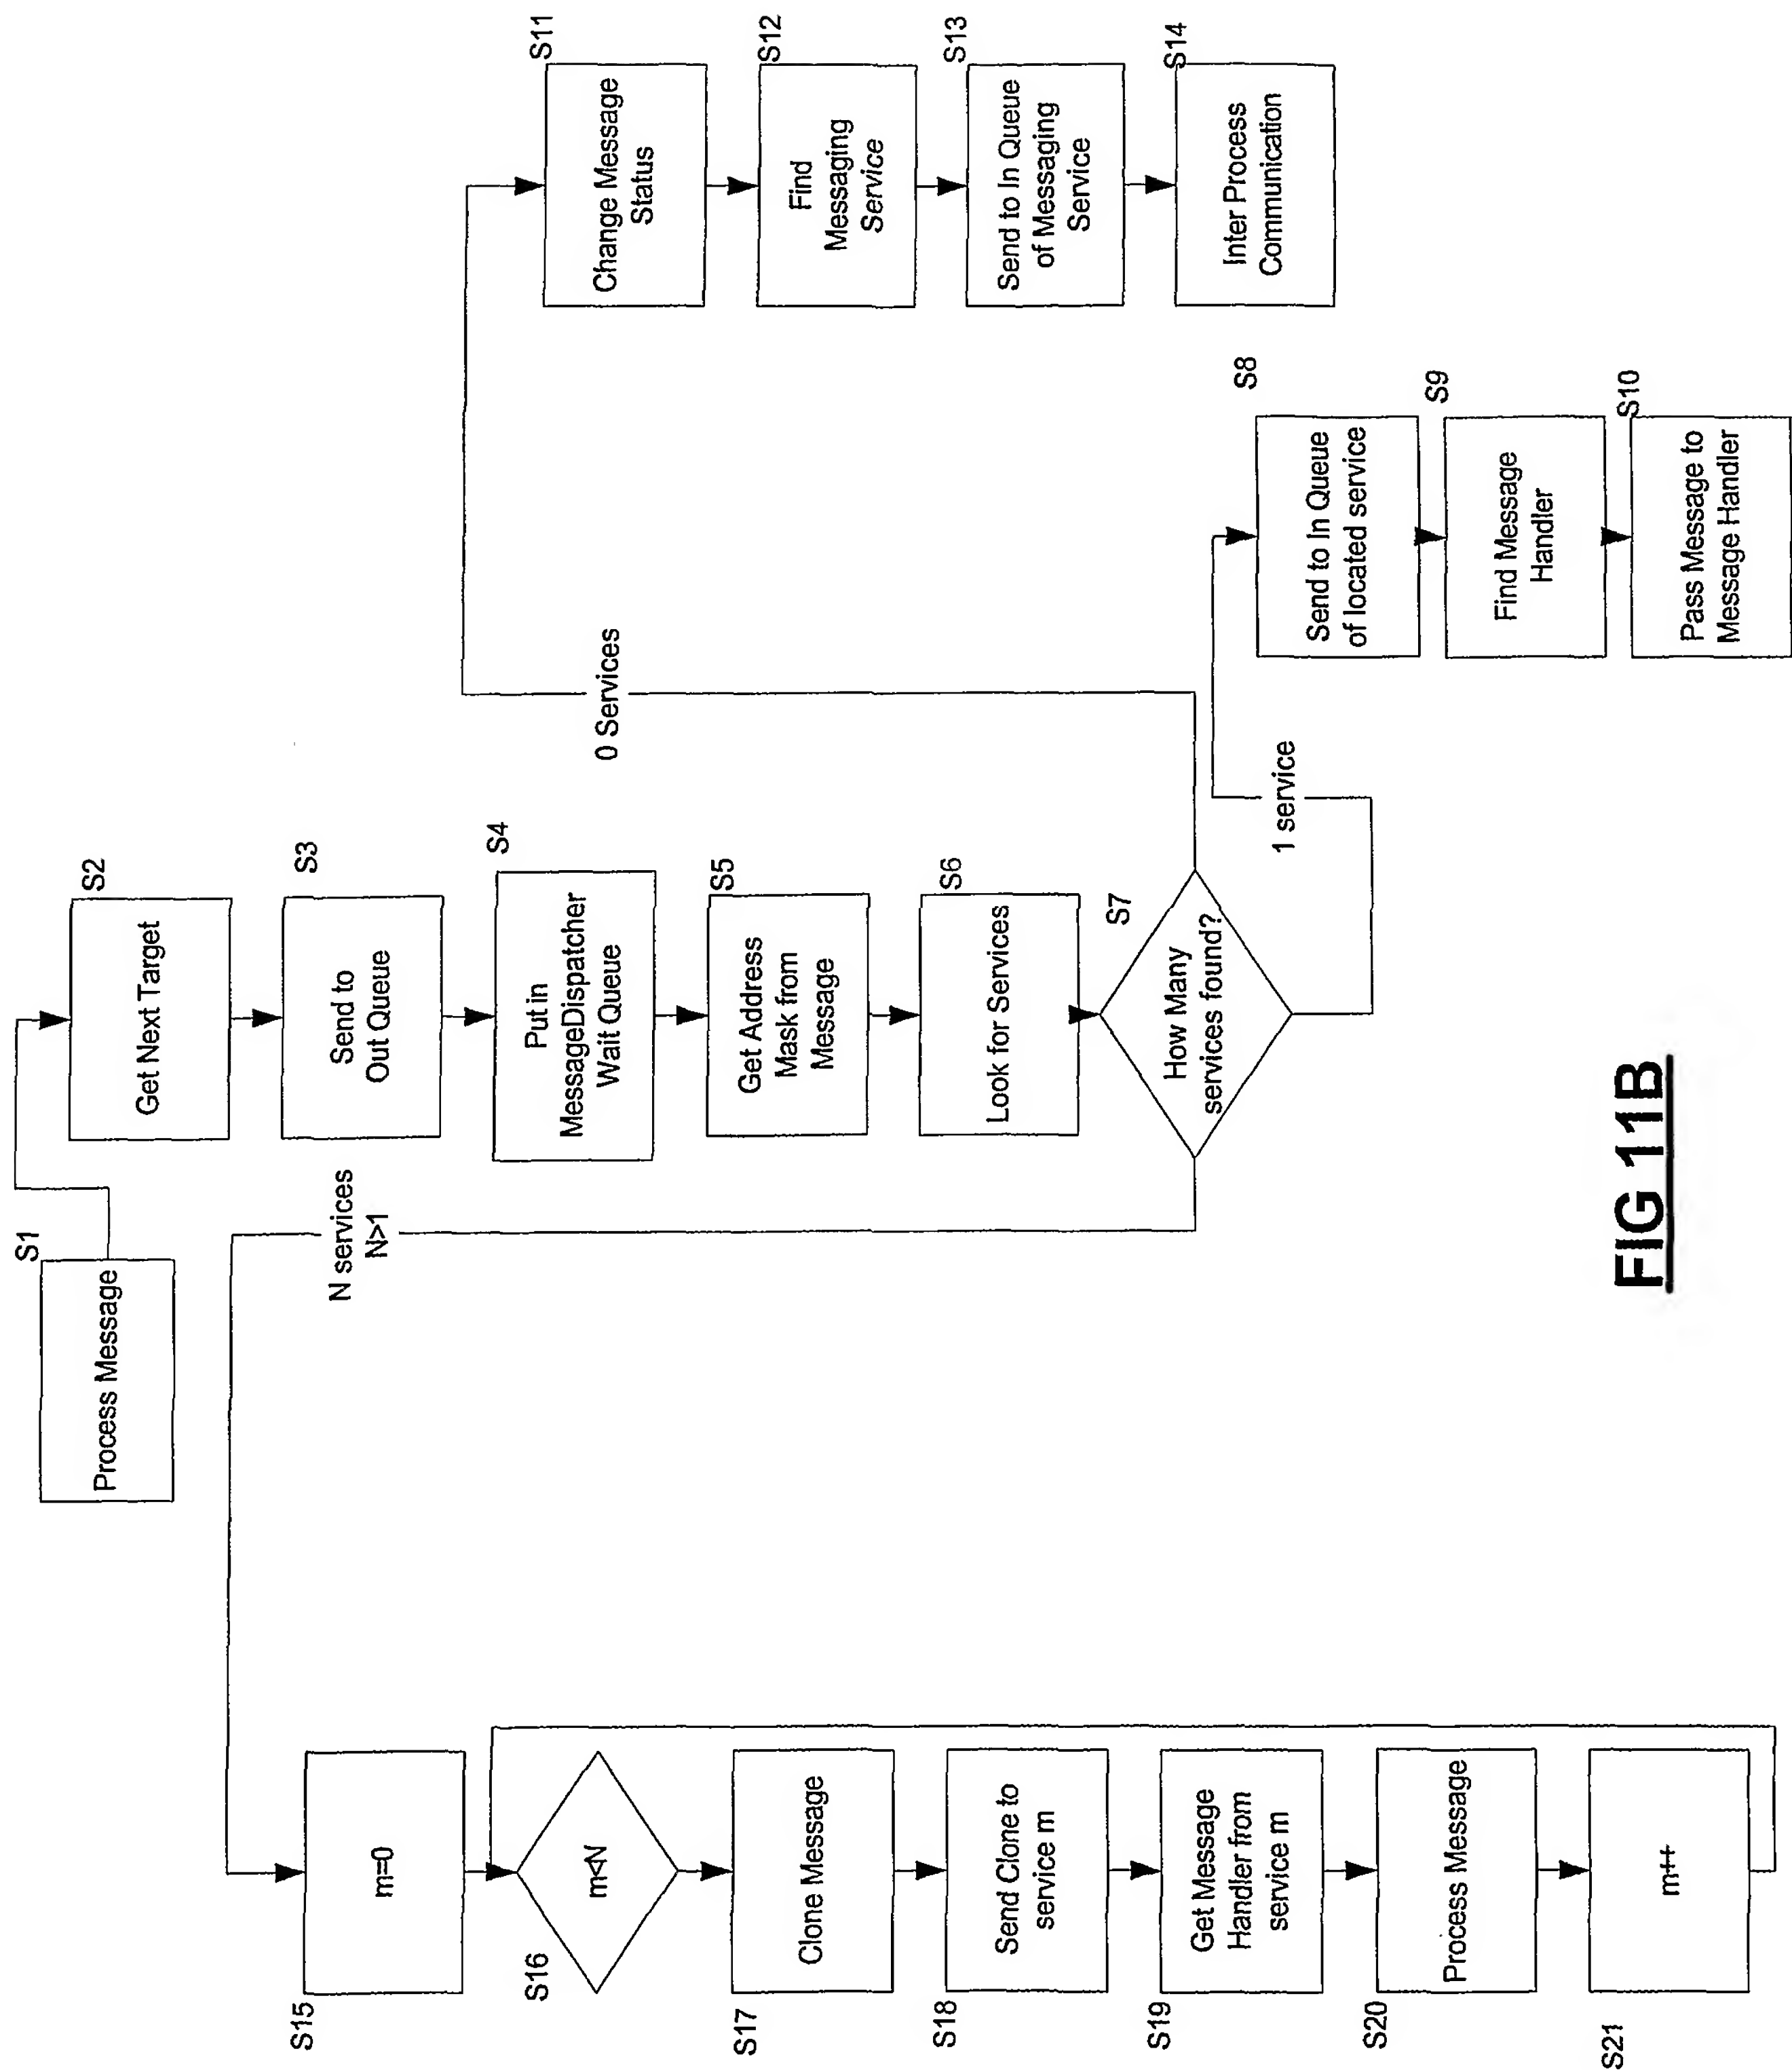 S1
Process Message
S2
Get Next Target
S3
Send to
Out Queue
S4
Put in
MessageDispatcher
Wait Queue
S5
Get Address
Mask from
Message
S6
Look for Services
S7
How Many
services found?
0 Services
1 service
N services
N>1
S8
Send to In Queue
of located service
S9
Find Message
Handler
S10
Pass Message to
Message Handler
S11
Change Message
Status
S12
Find
Messaging
Service
S13
Send to In Queue
of Messaging
Service
S14
Inter Process
Communication
S15
m=0
S16
m<N
S17
Clone Message
S18
Send Clone to
service m
S19
Get Message
Handler from
service m
S20
Process Message
S21
m++
FIG 11B